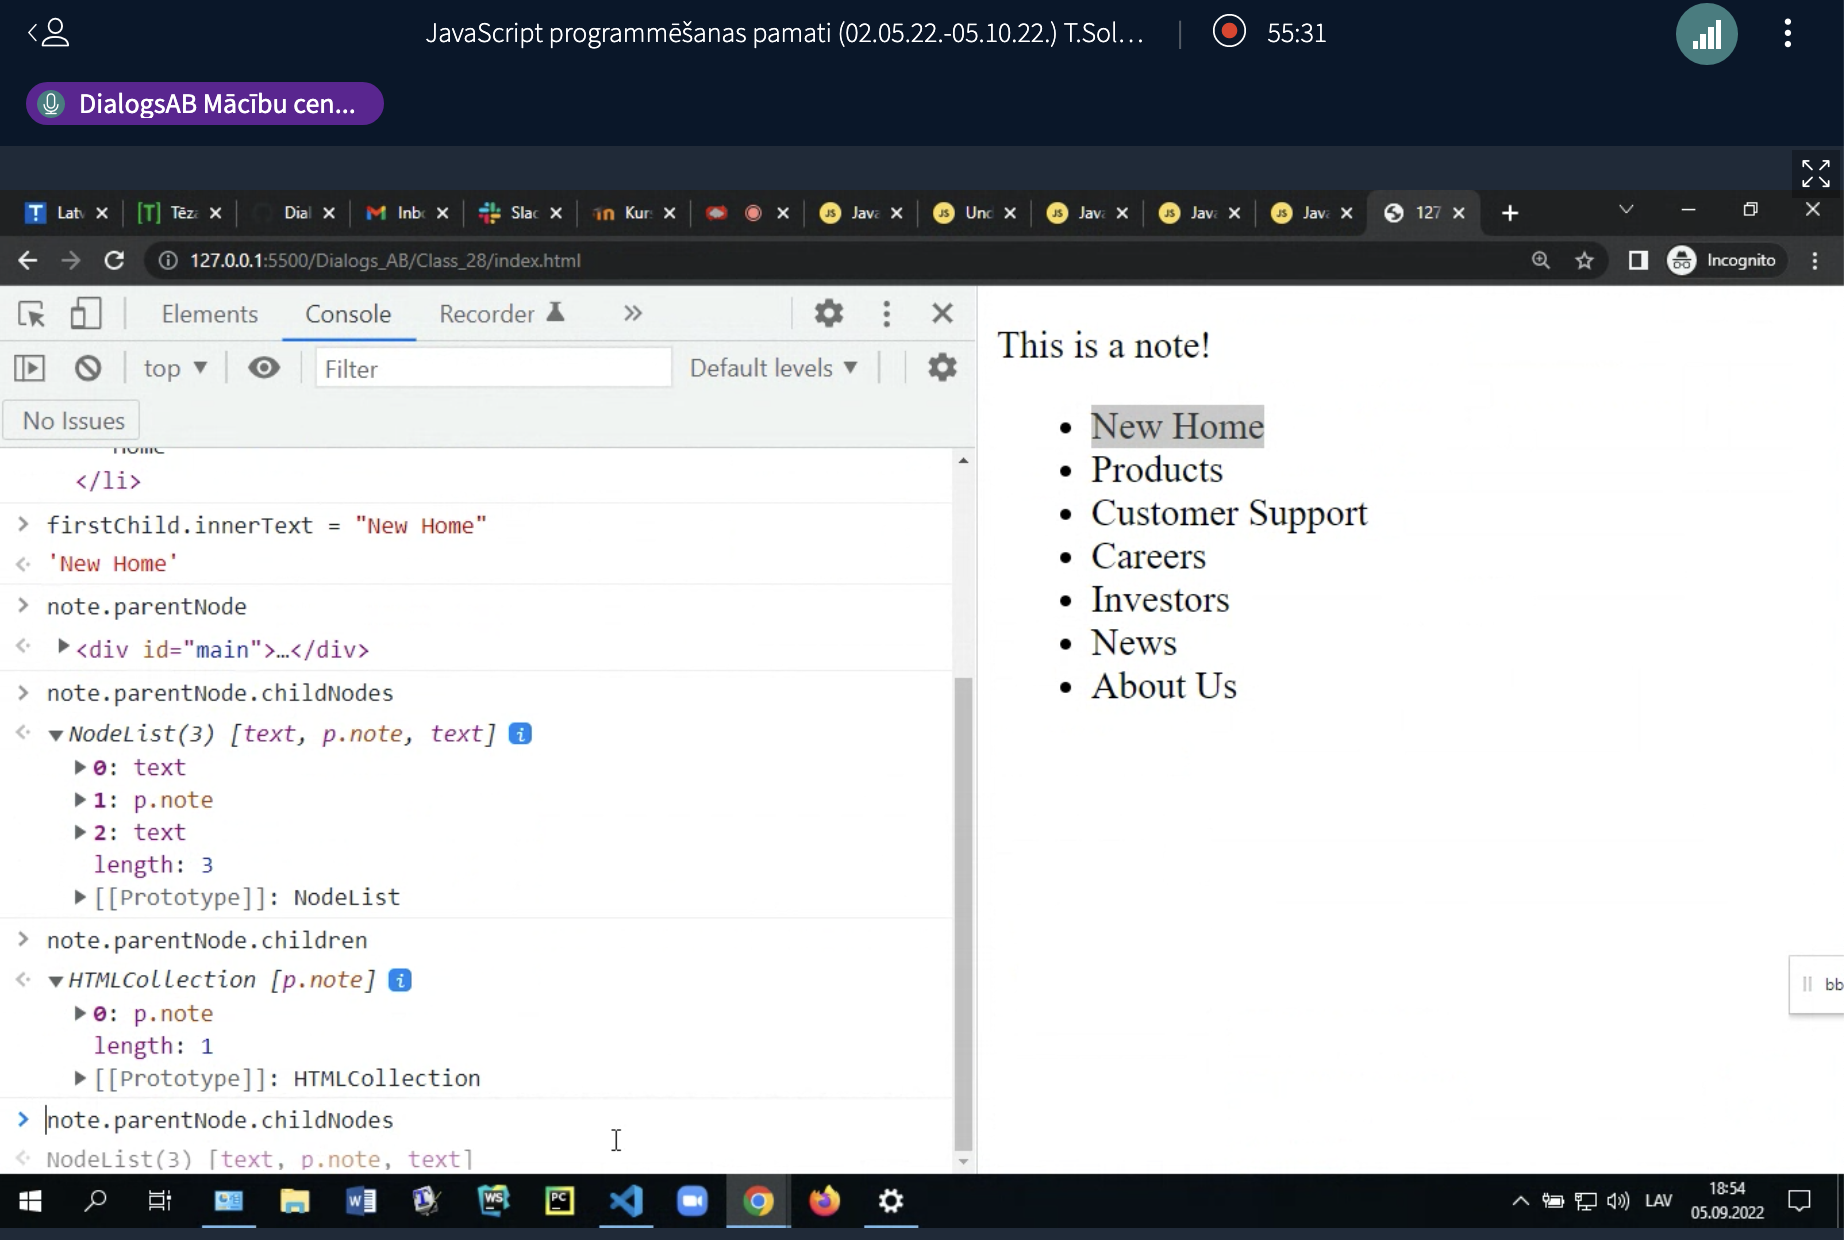 JavaScript programmēšanas pamati (02.05.22.-05.10.22.) T.Sol...
55:31
DialogsAB Mācību cen...
Latv
Tēza
Dial
Inbo
Slac
Kurs
Java
Und
Java
Java
Java
127
127.0.0.1:5500/Dialogs_AB/Class_28/index.html
Incognito
Elements
Console
Recorder
top
Filter
Default levels
No Issues
Home
</li>
firstChild.innerText = "New Home"
'New Home'
note.parentNode
<div id="main">…</div>
note.parentNode.childNodes
NodeList(3) [text, p.note, text] i
0: text
1: p.note
2: text
length: 3
[[Prototype]]: NodeList
note.parentNode.children
HTMLCollection [p.note] i
0: p.note
length: 1
[[Prototype]]: HTMLCollection
note.parentNode.childNodes
NodeList(3) [text, p.note, text]
This is a note!
New Home
Products
Customer Support
Careers
Investors
News
About Us
bb
LAV
18:54
05.09.2022